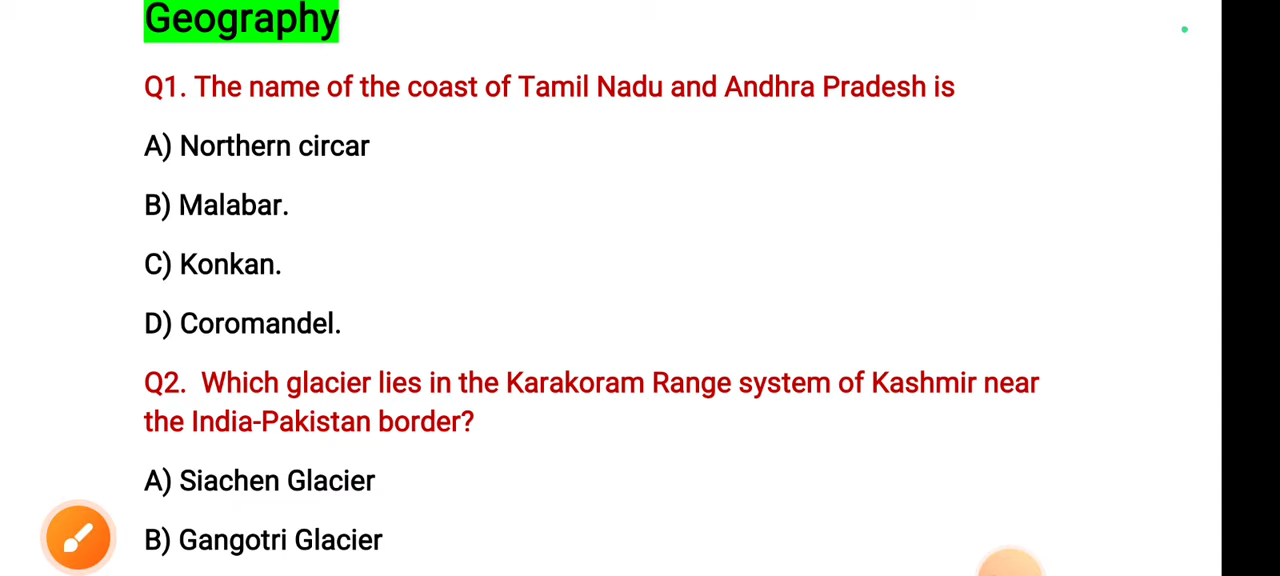 Geography
Q1. The name of the coast of Tamil Nadu and Andhra Pradesh is
A) Northern circar
B) Malabar.
C) Konkan.
D) Coromandel.
Q2.  Which glacier lies in the Karakoram Range system of Kashmir near
the India-Pakistan border?
A) Siachen Glacier
B) Gangotri Glacier